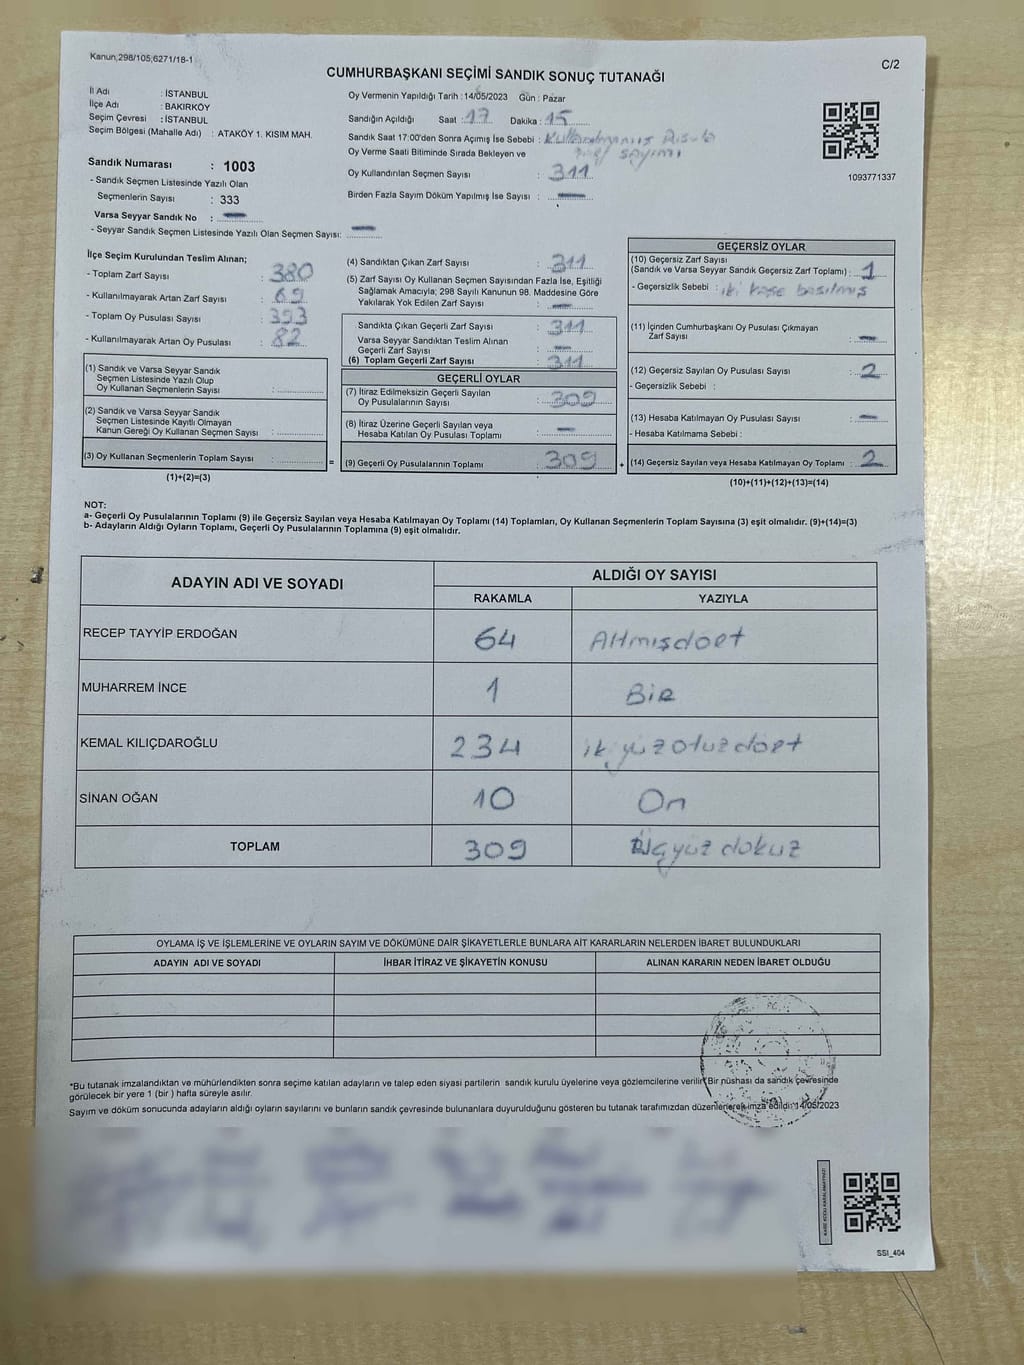 Kanun;298/105;6271/18-1
C/2
CUMHURBAŞKANI SEÇİMİ SANDIK SONUÇ TUTANAĞI
İl Adı : İSTANBUL
İlçe Adı : BAKIRKÖY
Seçim Çevresi : İSTANBUL
Seçim Bölgesi (Mahalle Adı) : ATAKÖY 1. KISIM MAH.
Sandık Numarası : 1003
- Sandık Seçmen Listesinde Yazılı Olan
Seçmenlerin Sayısı : 333
Varsa Seyyar Sandık No : —
- Seyyar Sandık Seçmen Listesinde Yazılı Olan Seçmen Sayısı: —
Oy Vermenin Yapıldığı Tarih : 14/05/2023 Gün : Pazar
Sandığın Açıldığı Saat : 17 Dakika : 15
Sandık Saat 17:00'den Sonra Açımış İse Sebebi : Kullanılmamış
Oy Verme Saati Bitiminde Sırada Bekleyen ve sayımı
Oy Kullandırılan Seçmen Sayısı : 311
Birden Fazla Sayım Döküm Yapılmış İse Sayısı : —
1093771337
İlçe Seçim Kurulundan Teslim Alınan;
- Toplam Zarf Sayısı : 380
- Kullanılmayarak Artan Zarf Sayısı : 69
- Toplam Oy Pusulası Sayısı : 393
- Kullanılmayarak Artan Oy Pusulası : 82
(1) Sandık ve Varsa Seyyar Sandık
Seçmen Listesinde Yazılı Olup
Oy Kullanan Seçmenlerin Sayısı :
(2) Sandık ve Varsa Seyyar Sandık
Seçmen Listesinde Kayıtlı Olmayan
Kanun Gereği Oy Kullanan Seçmen Sayısı :
(3) Oy Kullanan Seçmenlerin Toplam Sayısı :
=
(1)+(2)=(3)
(4) Sandıktan Çıkan Zarf Sayısı : 311
(5) Zarf Sayısı Oy Kullanan Seçmen Sayısından Fazla İse, Eşitliği
Sağlamak Amacıyla; 298 Sayılı Kanunun 98. Maddesine Göre
Yakılarak Yok Edilen Zarf Sayısı : —
Sandıkta Çıkan Geçerli Zarf Sayısı : 311
Varsa Seyyar Sandıktan Teslim Alınan
Geçerli Zarf Sayısı : —
(6) Toplam Geçerli Zarf Sayısı : 311
GEÇERLİ OYLAR
(7) İtiraz Edilmeksizin Geçerli Sayılan
Oy Pusulalarının Sayısı : 309
(8) İtiraz Üzerine Geçerli Sayılan veya
Hesaba Katılan Oy Pusulası Toplamı : —
(9) Geçerli Oy Pusulalarının Toplamı : 309
+
GEÇERSİZ OYLAR
(10) Geçersiz Zarf Sayısı
(Sandık ve Varsa Seyyar Sandık Geçersiz Zarf Toplamı) : 1
- Geçersizlik Sebebi : iki kaşe basılmış
(11) İçinden Cumhurbaşkanı Oy Pusulası Çıkmayan
Zarf Sayısı : —
(12) Geçersiz Sayılan Oy Pusulası Sayısı : 2
- Geçersizlik Sebebi :
(13) Hesaba Katılmayan Oy Pusulası Sayısı : —
- Hesaba Katılmama Sebebi :
(14) Geçersiz Sayılan veya Hesaba Katılmayan Oy Toplamı : 2
(10)+(11)+(12)+(13)=(14)
NOT:
a- Geçerli Oy Pusulalarının Toplamı (9) ile Geçersiz Sayılan veya Hesaba Katılmayan Oy Toplamı (14) Toplamları, Oy Kullanan Seçmenlerin Toplam Sayısına (3) eşit olmalıdır. (9)+(14)=(3)
b- Adayların Aldığı Oyların Toplamı, Geçerli Oy Pusulalarının Toplamına (9) eşit olmalıdır.
ADAYIN ADI VE SOYADI
ALDIĞI OY SAYISI
RAKAMLA YAZIYLA
RECEP TAYYİP ERDOĞAN 64 Altmışdört
MUHARREM İNCE 1 Bir
KEMAL KILIÇDAROĞLU 234 ikiyüzotuzdört
SİNAN OĞAN 10 On
TOPLAM 309 Üçyüz dokuz
OYLAMA İŞ VE İŞLEMLERİNE VE OYLARIN SAYIM VE DÖKÜMÜNE DAİR ŞİKAYETLERLE BUNLARA AİT KARARLARIN NELERDEN İBARET BULUNDUKLARI
ADAYIN ADI VE SOYADI İHBAR İTİRAZ VE ŞİKAYETİN KONUSU ALINAN KARARIN NEDEN İBARET OLDUĞU
*Bu tutanak imzalandıktan ve mühürlendikten sonra seçime katılan adayların ve talep eden siyasi partilerin sandık kurulu üyelerine veya gözlemcilerine verilir. Bir nüshası da sandık çevresinde
görülecek bir yere 1 (bir ) hafta süreyle asılır.
Sayım ve döküm sonucunda adayların aldığı oyların sayılarını ve bunların sandık çevresinde bulunanlara duyurulduğunu gösteren bu tutanak tarafımızdan düzenlenerek imza edildi. 14/05/2023
KARE KODU KARALAMAYINIZ!
SSI_404